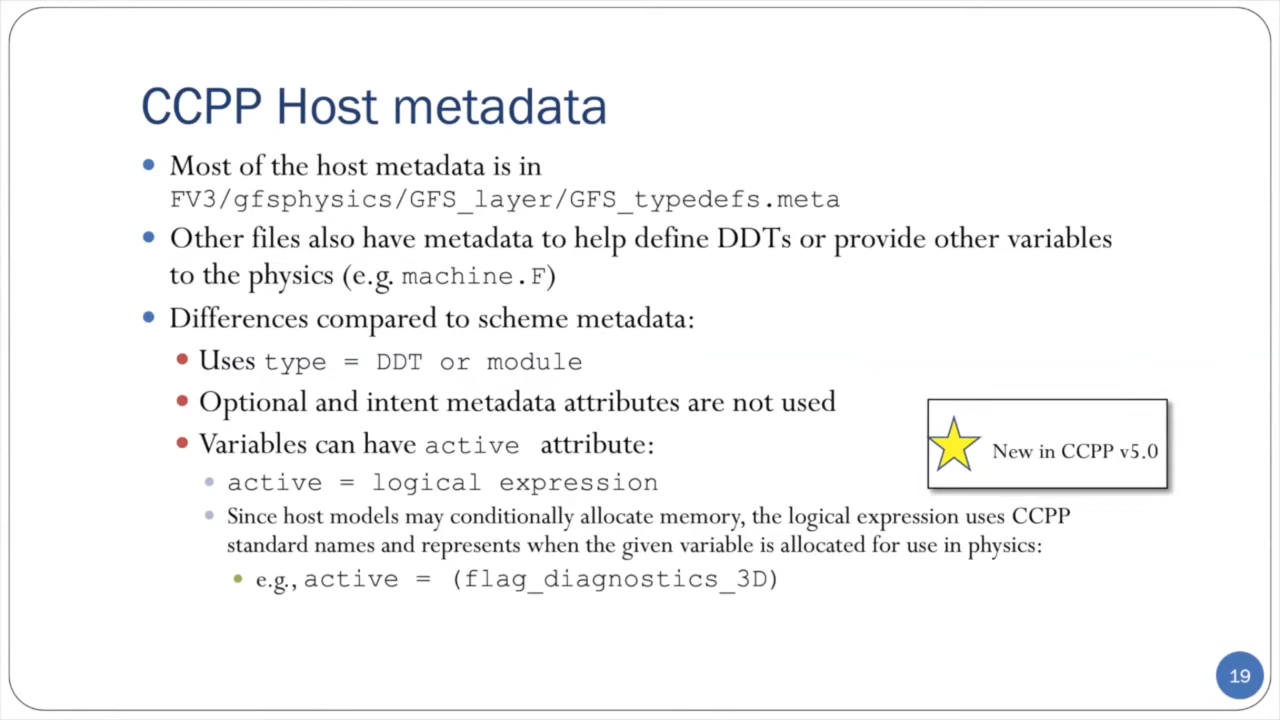 CCPP Host metadata
• Most of the host metadata is in
FV3/gfsphysics/GFS_layer/GFS_typedefs.meta
• Other files also have metadata to help define DDTs or provide other variables
to the physics (e.g. machine.F)
• Differences compared to scheme metadata:
• Uses type = DDT or module
• Optional and intent metadata attributes are not used
• Variables can have active attribute:
• active = logical expression
• Since host models may conditionally allocate memory, the logical expression uses CCPP
standard names and represents when the given variable is allocated for use in physics:
• e.g., active = (flag_diagnostics_3D)
New in CCPP v5.0
19